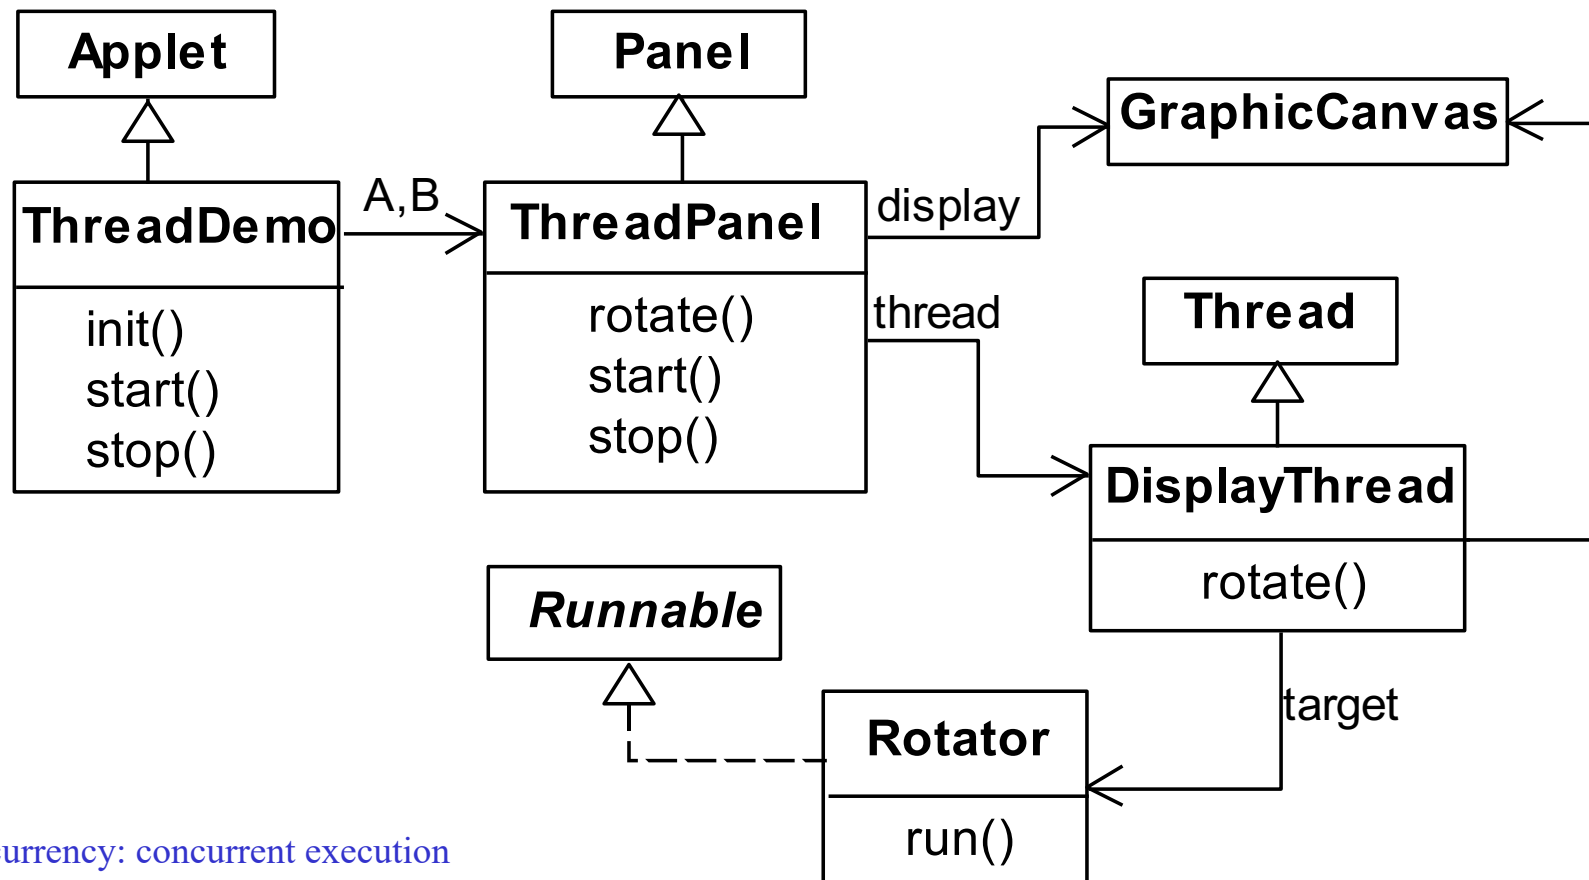 Applet
Panel
GraphicCanvas
ThreadDemo
init()
start()
stop()
A,B
ThreadPanel
rotate()
start()
stop()
display
thread
Thread
DisplayThread
rotate()
Runnable
target
Rotator
run()
currency: concurrent execution